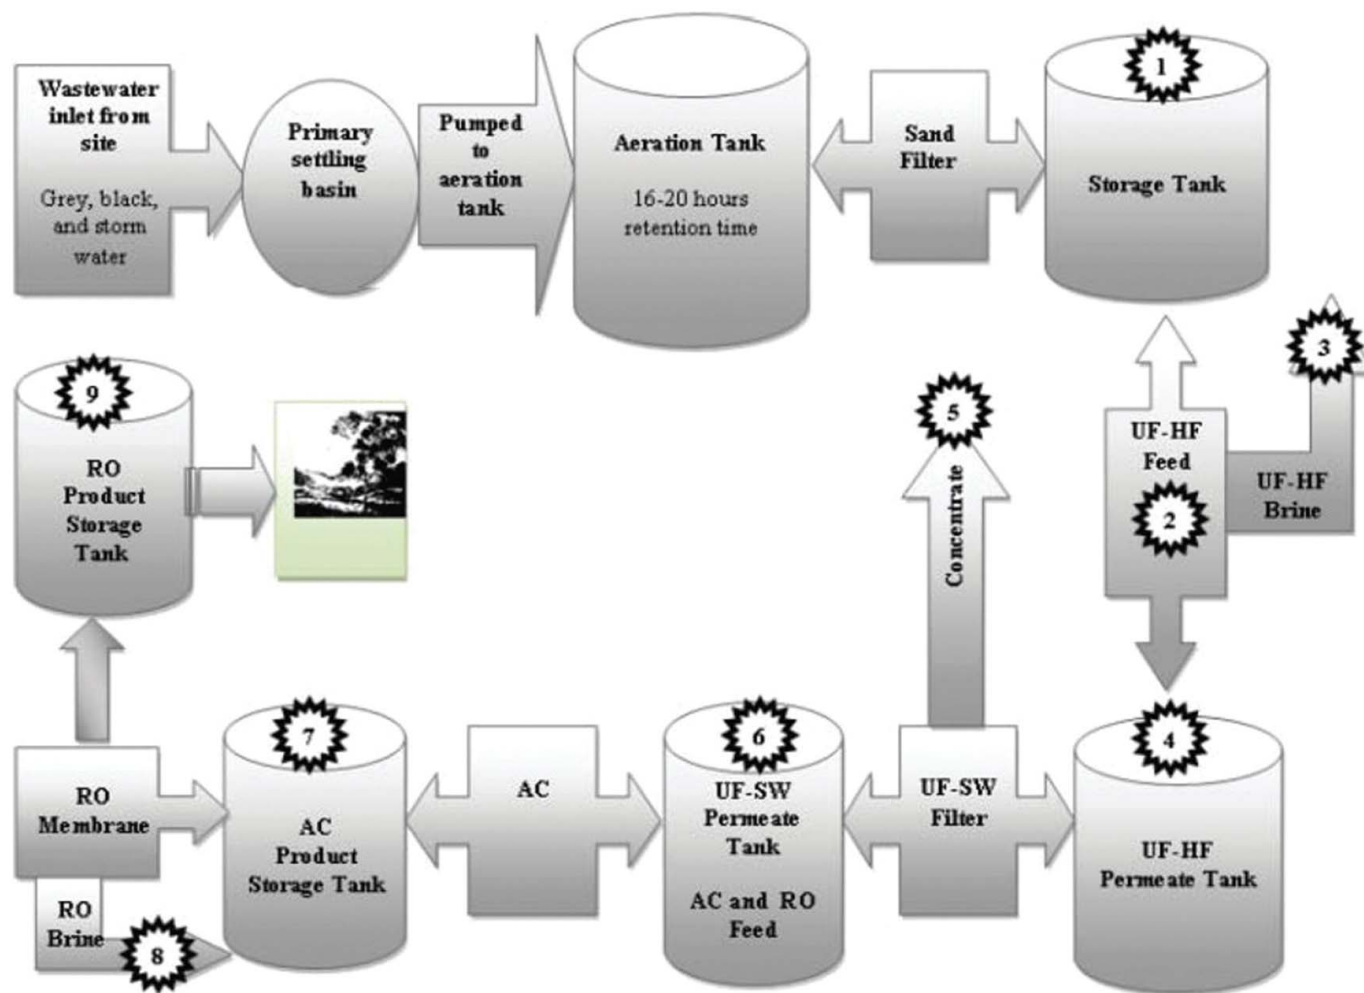 Wastewater
inlet from
site
Grey, black,
and storm
water
Primary
settling
basin
Pumped
to
aeration
tank
Aeration Tank
16-20 hours
retention time
Sand
Filter
1
Storage Tank
9
RO
Product
Storage
Tank
5
Concentrate
UF-HF
Feed
2
3
UF-HF
Brine
RO
Membrane
RO
Brine
8
7
AC
Product
Storage Tank
AC
6
UF-SW
Permeate
Tank
AC and RO
Feed
UF-SW
Filter
4
UF-HF
Permeate Tank